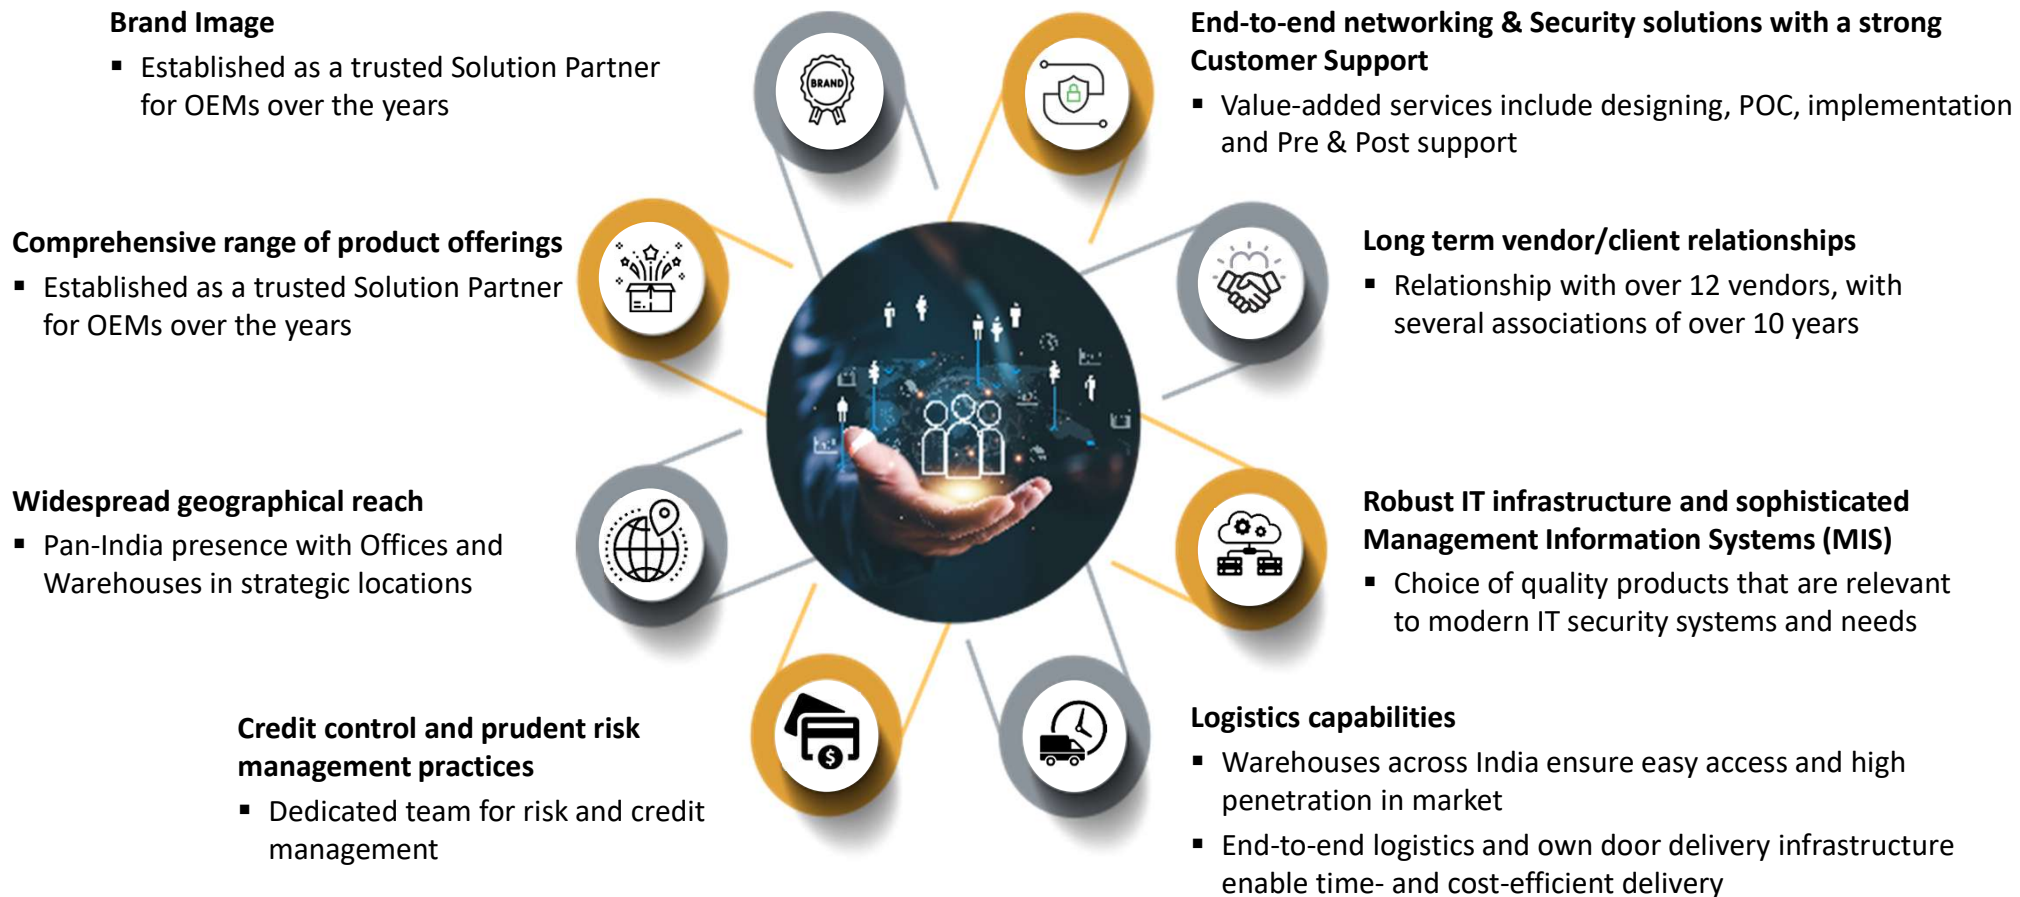 Brand Image
▪ Established as a trusted Solution Partner
for OEMs over the years
BRAND
End-to-end networking & Security solutions with a strong
Customer Support
▪ Value-added services include designing, POC, implementation
and Pre & Post support
Comprehensive range of product offerings
▪ Established as a trusted Solution Partner
for OEMs over the years
Long term vendor/client relationships
▪ Relationship with over 12 vendors, with
several associations of over 10 years
Widespread geographical reach
▪ Pan-India presence with Offices and
Warehouses in strategic locations
Robust IT infrastructure and sophisticated
Management Information Systems (MIS)
▪ Choice of quality products that are relevant
to modern IT security systems and needs
Credit control and prudent risk
management practices
▪ Dedicated team for risk and credit
management
$
Logistics capabilities
▪ Warehouses across India ensure easy access and high
penetration in market
▪ End-to-end logistics and own door delivery infrastructure
enable time- and cost-efficient delivery